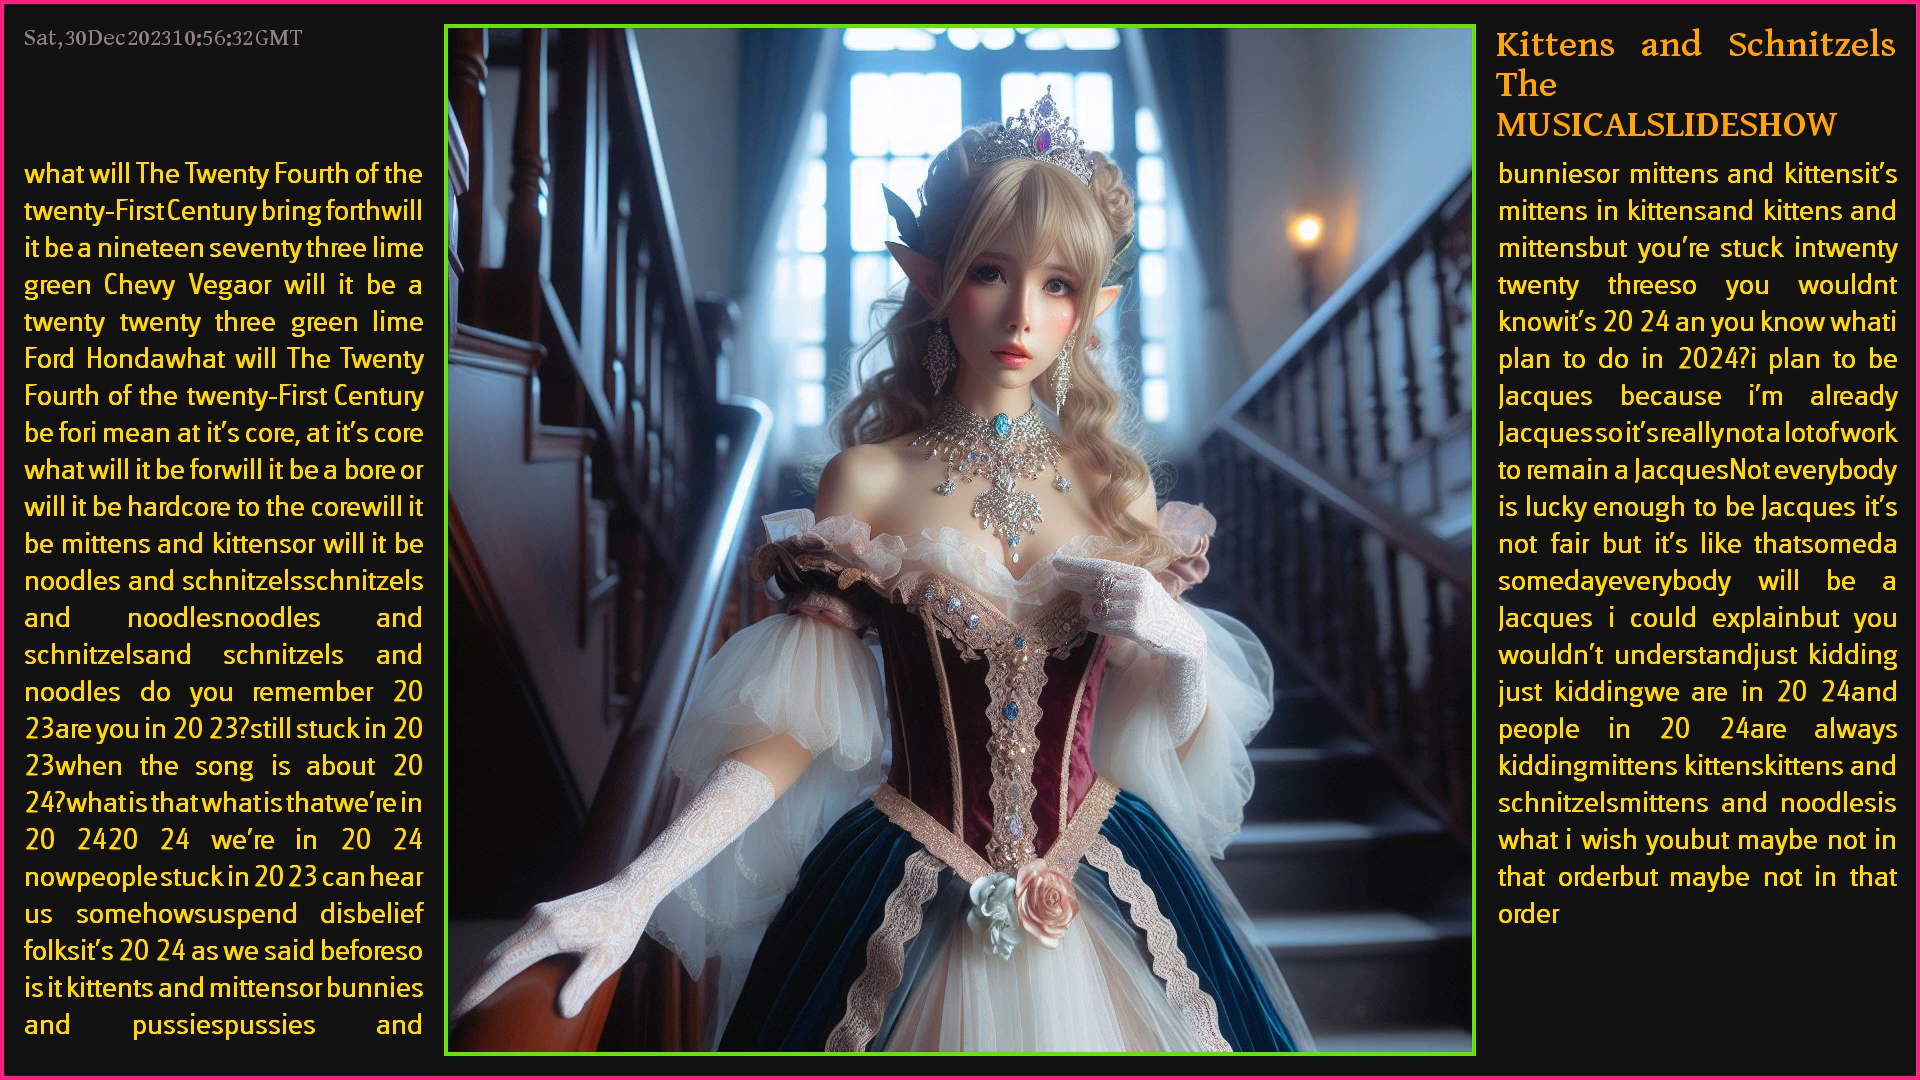 Sat,30Dec202310:56:32GMT
what will The Twenty Fourth of the
twenty-First Century bring forthwill
it be a nineteen seventy three lime
green Chevy Vegaor will it be a
twenty twenty three green lime
Ford Hondawhat will The Twenty
Fourth of the twenty-First Century
be fori mean at it's core, at it's core
what will it be forwill it be a bore or
will it be hardcore to the corewill it
be mittens and kittensor will it be
noodles and schnitzelsschnitzels
and noodlesnoodles and
schnitzelsand schnitzels and
noodles do you remember 20
23are you in 20 23?still stuck in 20
23when the song is about 20
24?what is that what is thatwe're in
20 2420 24 we're in 20 24
nowpeople stuck in 20 23 can hear
us somehowsuspend disbelief
folksit's 20 24 as we said beforeso
is it kittents and mittensor bunnies
and pussiespussies and
Kittens and Schnitzels
The
MUSICALSLIDESHOW
bunniesor mittens and kittensit's
mittens in kittensand kittens and
mittensbut you're stuck intwenty
twenty threeso you wouldnt
knowit's 20 24 an you know whati
plan to do in 2024?i plan to be
Jacques because i'm already
Jacques so it's really not a lot of work
to remain a JacquesNot everybody
is lucky enough to be Jacques it's
not fair but it's like thatsomeda
somedayeverybody will be a
Jacques i could explainbut you
wouldn't understandjust kidding
just kiddingwe are in 20 24and
people in 20 24are always
kiddingmittens kittenskittens and
schnitzelsmittens and noodlesis
what i wish youbut maybe not in
that orderbut maybe not in that
order